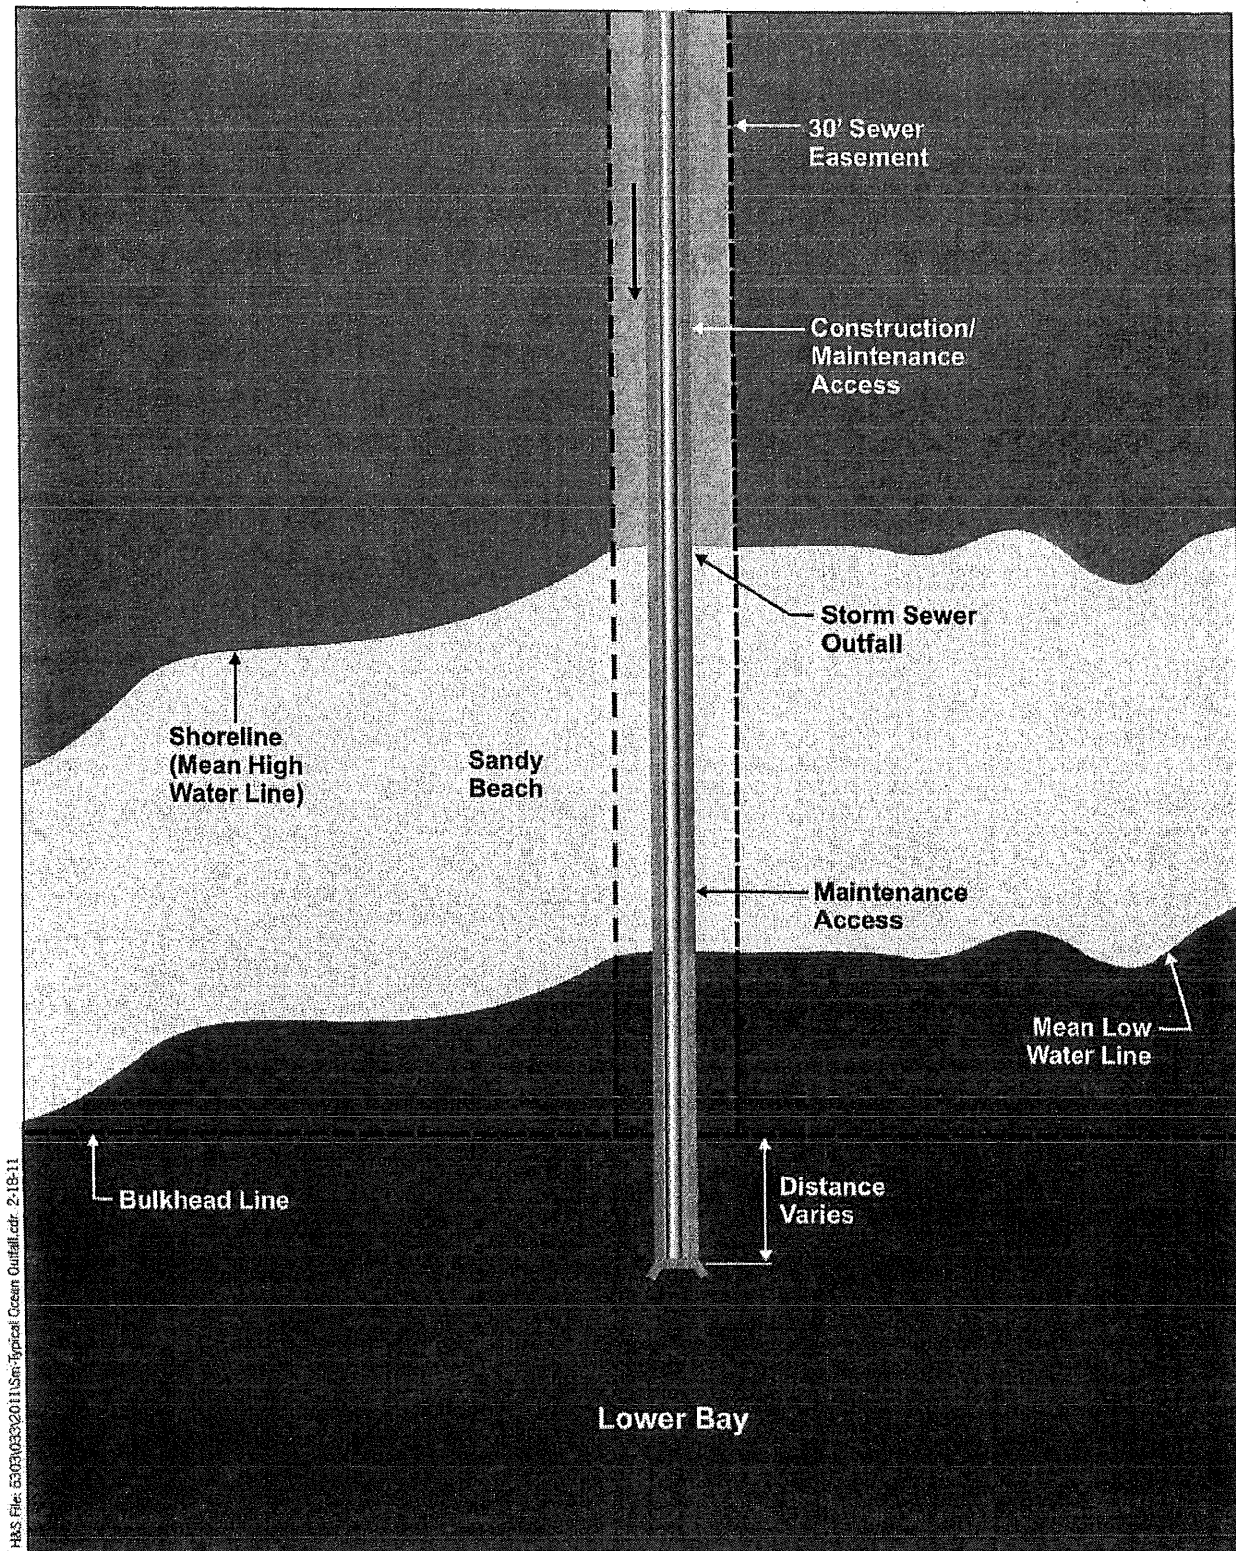 30' Sewer
Easement
Construction/
Maintenance
Access
Storm Sewer
Outfall
Shoreline
(Mean High
Water Line)
Sandy
Beach
Maintenance
Access
Mean Low
Water Line
Bulkhead Line
Distance
Varies
Lower Bay
H&S File: 6303\033\2011\Sm-Typical Ocean Outfall.cdr 2-18-11